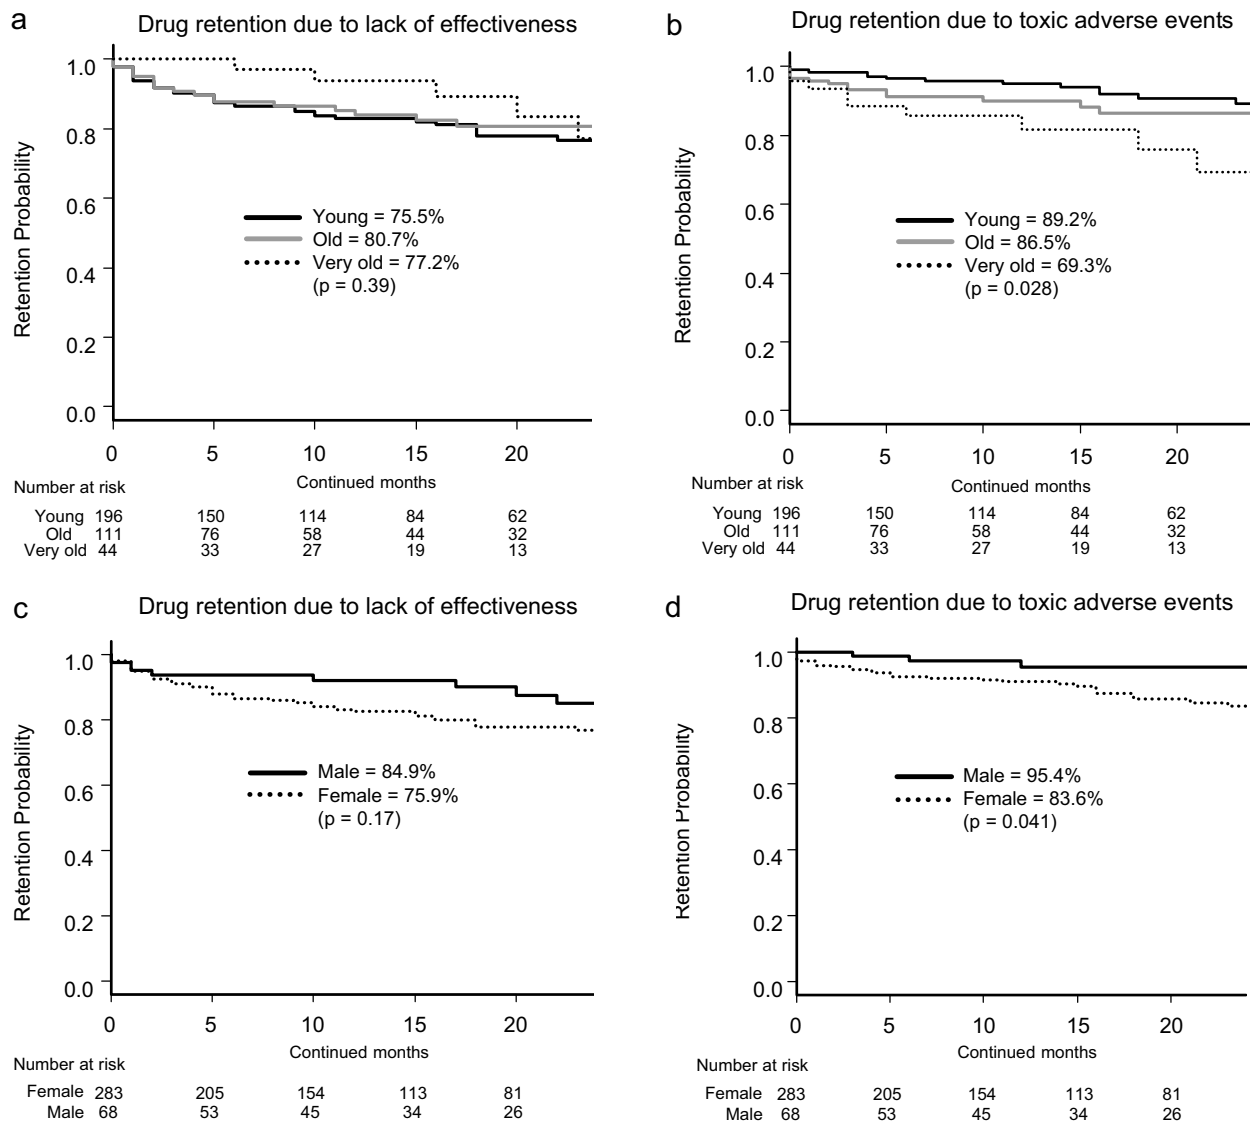 a
Drug retention due to lack of effectiveness
1.0
0.8
0.6
0.4
0.2
0.0
Retention Probability
Young = 75.5%
Old = 80.7%
Very old = 77.2%
(p = 0.39)
0 5 10 15 20
Continued months
Number at risk
Young 196 150 114 84 62
Old 111 76 58 44 32
Very old 44 33 27 19 13
b
Drug retention due to toxic adverse events
1.0
0.8
0.6
0.4
0.2
0.0
Retention Probability
Young = 89.2%
Old = 86.5%
Very old = 69.3%
(p = 0.028)
0 5 10 15 20
Continued months
Number at risk
Young 196 150 114 84 62
Old 111 76 58 44 32
Very old 44 33 27 19 13
c
Drug retention due to lack of effectiveness
1.0
0.8
0.6
0.4
0.2
0.0
Retention Probability
Male = 84.9%
Female = 75.9%
(p = 0.17)
0 5 10 15 20
Continued months
Number at risk
Female 283 205 154 113 81
Male 68 53 45 34 26
d
Drug retention due to toxic adverse events
1.0
0.8
0.6
0.4
0.2
0.0
Retention Probability
Male = 95.4%
Female = 83.6%
(p = 0.041)
0 5 10 15 20
Continued months
Number at risk
Female 283 205 154 113 81
Male 68 53 45 34 26